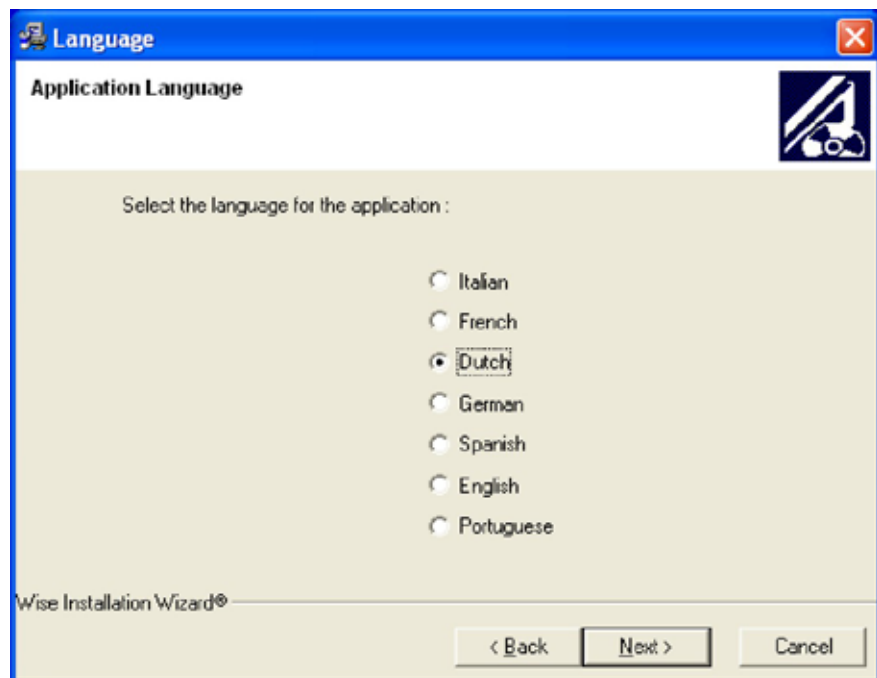 Language
Application Language
Select the language for the application :
Italian
French
Dutch
German
Spanish
English
Portuguese
Wise Installation Wizard®
< Back Next > Cancel